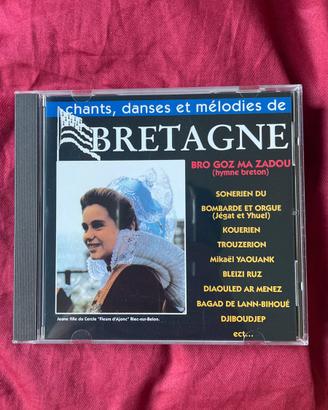 chants, danses et mélodies de
BRETAGNE
BRO GOZ MA ZADOU
(hymne breton)
SONERIEN DU
BOMBARDE ET ORGUE
(Jégat et Yhuel)
KOUERIEN
TROUZERION
Mikaël YAOUANK
BLEIZI RUZ
DIAOULED AR MENEZ
BAGAD DE LANN-BIHOUÉ
DJIBOUDJEP
ect...
Jeune fille du Cercle "Fleurs d'Ajonc" Riec-sur-Belon.